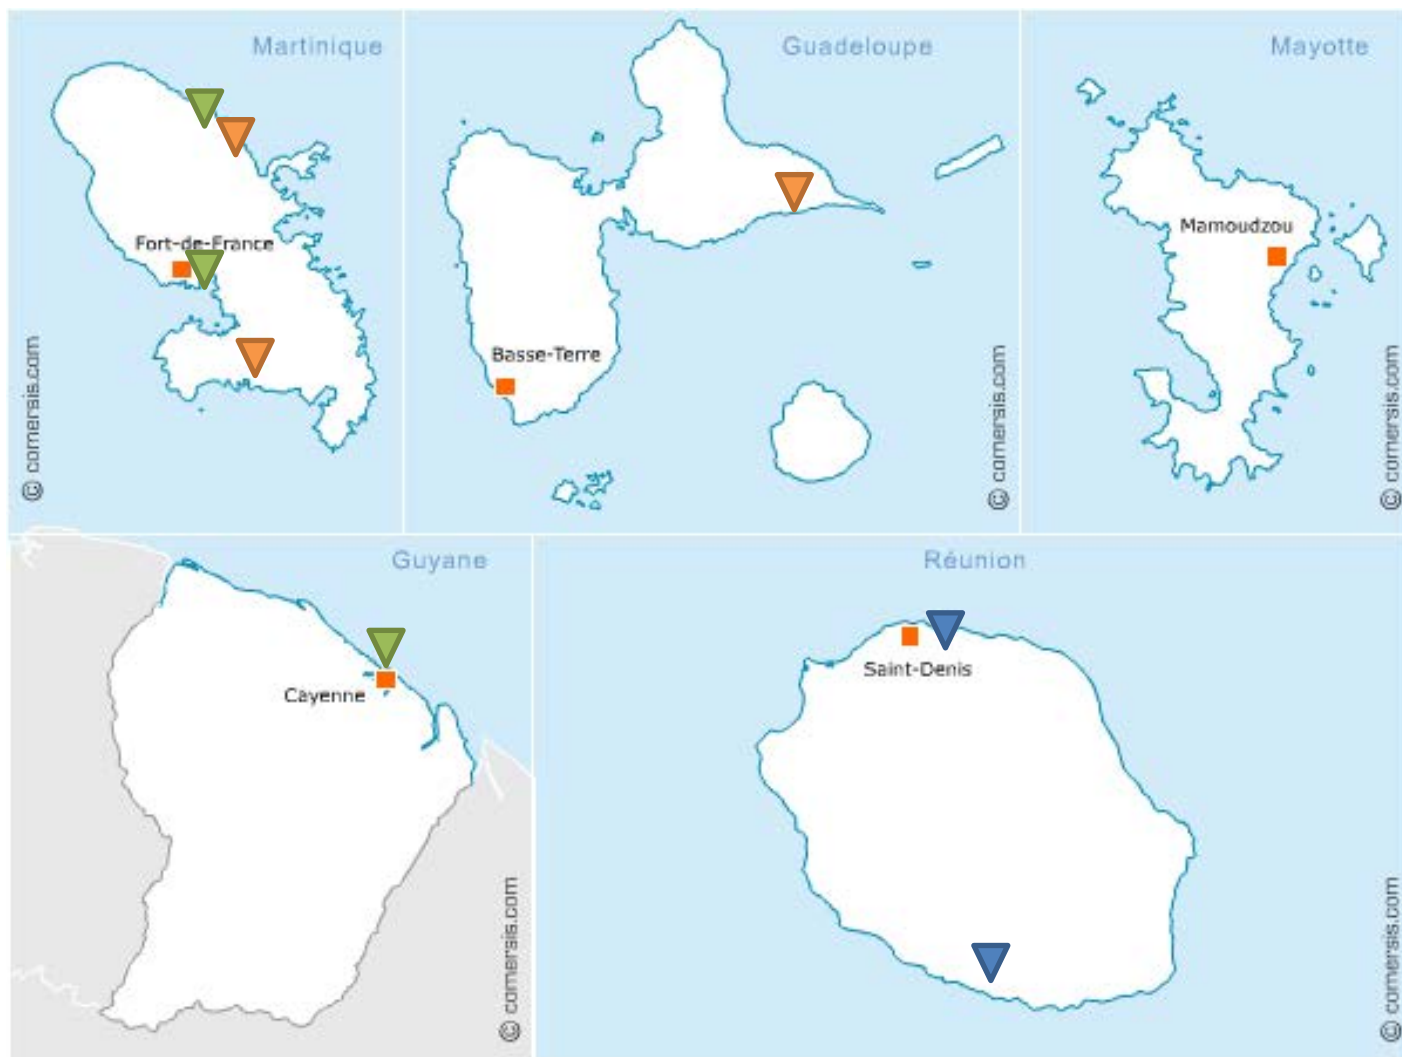 Martinique
Guadeloupe
Mayotte
Fort-de-France
Mamoudzou
Basse-Terre
© comersis.com
© comersis.com
© comersis.com
Guyane
Réunion
Cayenne
Saint-Denis
© comersis.com
© comersis.com